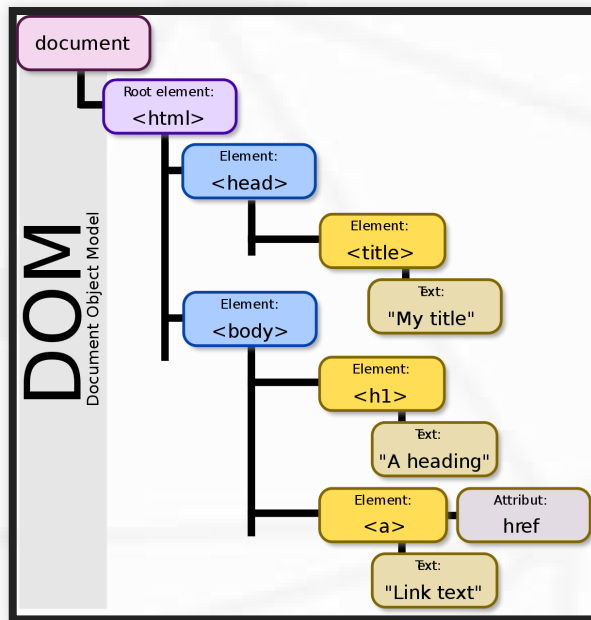 document
Root element:
<html>
Element:
<head>
Element:
<title>
Text:
"My title"
Element:
<body>
Element:
<h1>
Text:
"A heading"
Element:
<a>
Attribut:
href
Text:
"Link text"
DOM
Document Object Model